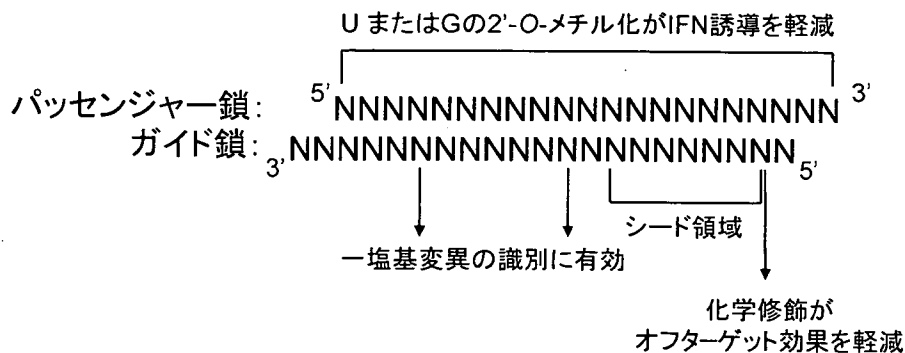 U またはGの2'-O-メチル化がIFN誘導を軽減
パッセンジャー鎖: 5' NNNNNNNNNNNNNNNNNNNNN 3'
ガイド鎖: 3' NNNNNNNNNNNNNNNNNNNNN 5'
シード領域
一塩基変異の識別に有効
化学修飾が
オフターゲット効果を軽減